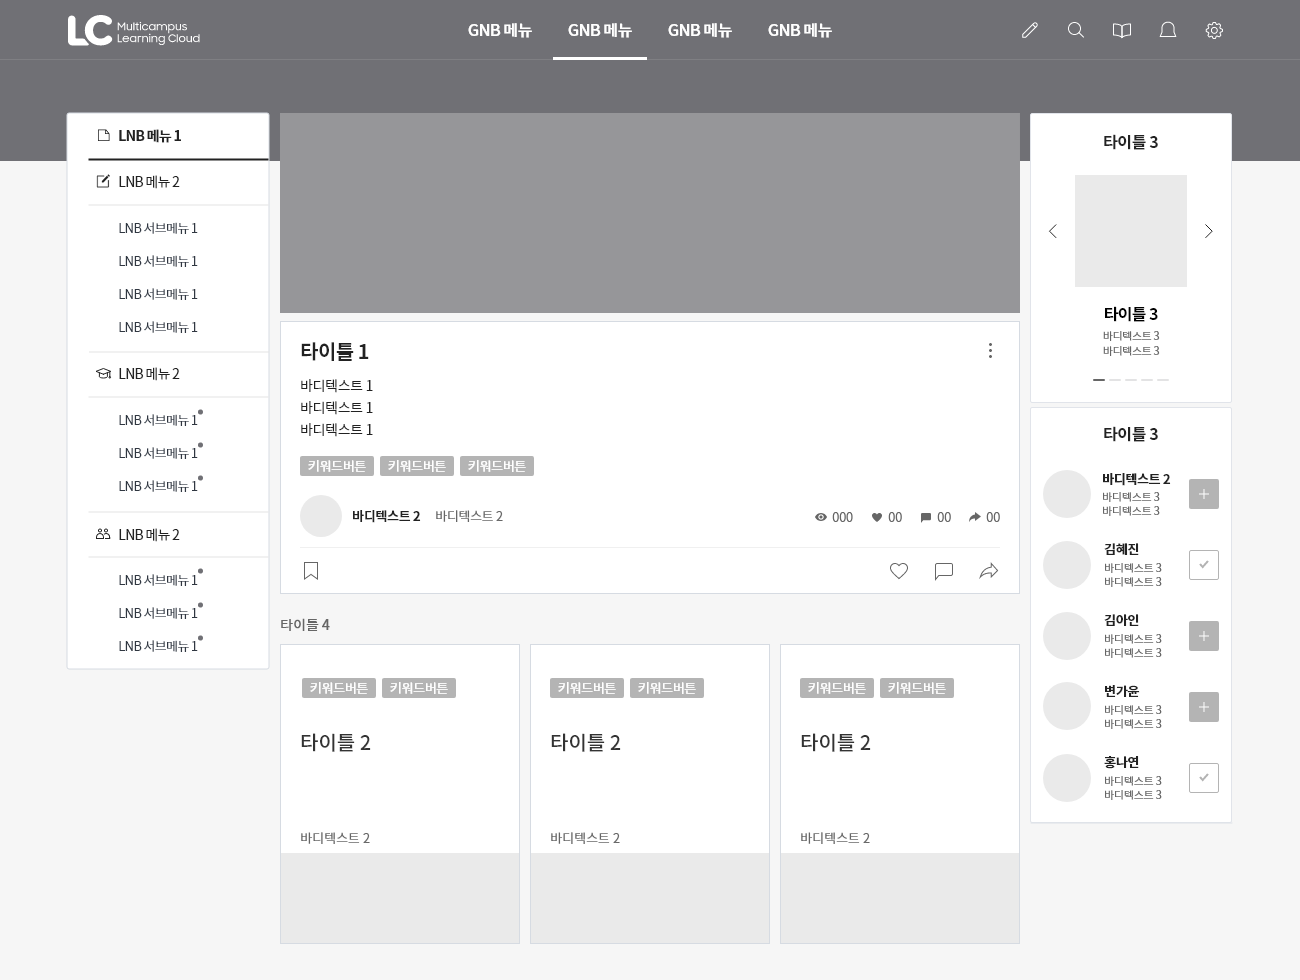 LC Multicampus
Learning Cloud
GNB 메뉴 GNB 메뉴 GNB 메뉴 GNB 메뉴
LNB 메뉴 1
LNB 메뉴 2
LNB 서브메뉴 1
LNB 서브메뉴 1
LNB 서브메뉴 1
LNB 서브메뉴 1
LNB 메뉴 2
LNB 서브메뉴 1
LNB 서브메뉴 1
LNB 서브메뉴 1
LNB 메뉴 2
LNB 서브메뉴 1
LNB 서브메뉴 1
LNB 서브메뉴 1
타이틀 1
바디텍스트 1
바디텍스트 1
바디텍스트 1
키워드버튼 키워드버튼 키워드버튼
바디텍스트 2 바디텍스트 2 000 00 00 00
타이틀 4
키워드버튼 키워드버튼
타이틀 2
바디텍스트 2
키워드버튼 키워드버튼
타이틀 2
바디텍스트 2
키워드버튼 키워드버튼
타이틀 2
바디텍스트 2
타이틀 3
타이틀 3
바디텍스트 3
바디텍스트 3
타이틀 3
바디텍스트 2
바디텍스트 3
바디텍스트 3
김혜진
바디텍스트 3
바디텍스트 3
김아인
바디텍스트 3
바디텍스트 3
변가윤
바디텍스트 3
바디텍스트 3
홍나연
바디텍스트 3
바디텍스트 3